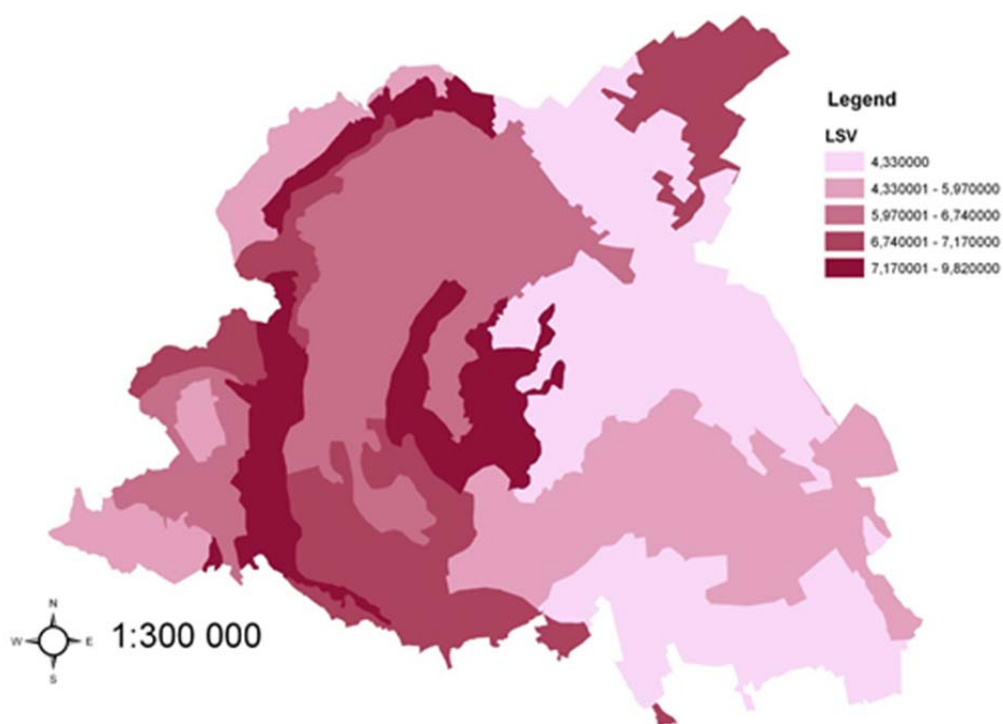 Legend
LSV
4,330000
4,330001 - 5,970000
5,970001 - 6,740000
6,740001 - 7,170000
7,170001 - 9,820000
N
W E
S
1:300 000